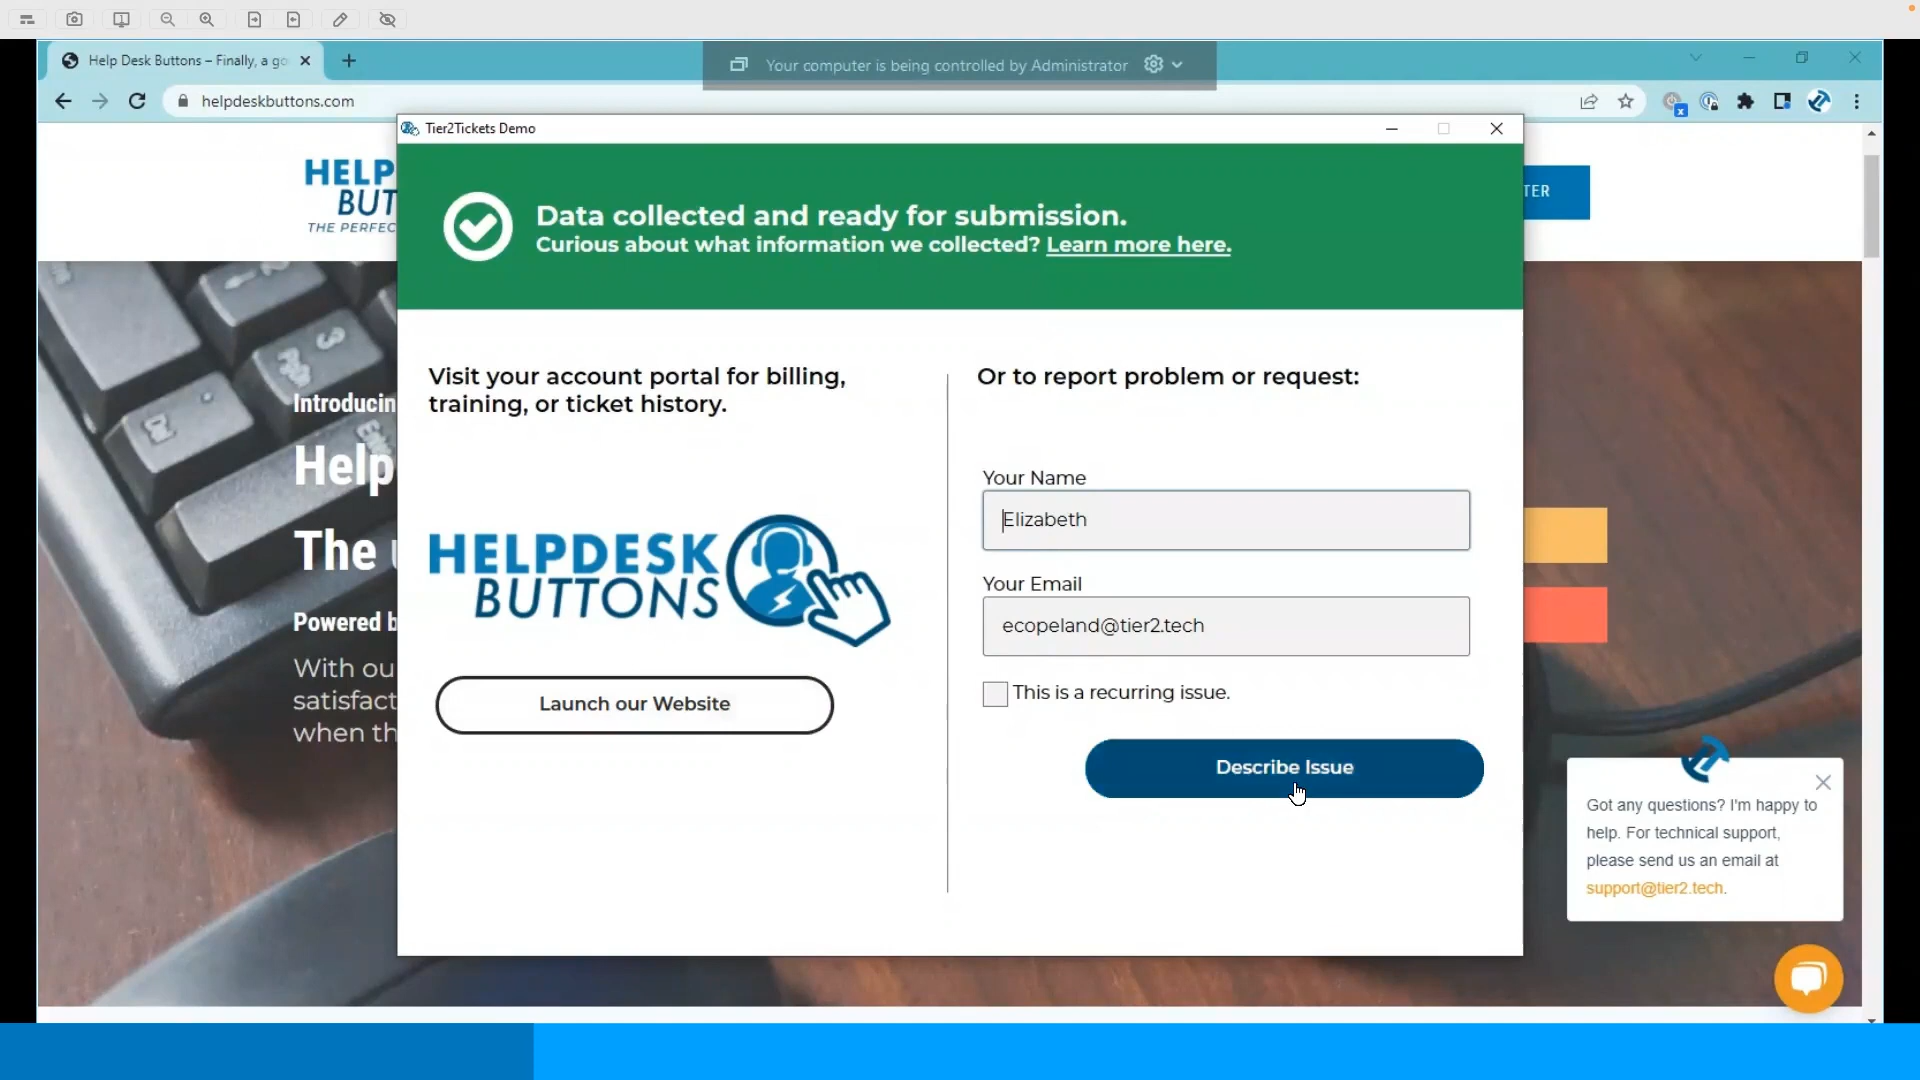 Help Desk Buttons – Finally, a go
Your computer is being controlled by Administrator
helpdeskbuttons.com
Tier2Tickets Demo
HELP
BUT
THE PERFEC
TER
Data collected and ready for submission.
Curious about what information we collected? Learn more here.
Introducin
Help
The
Powered b
With ou
satisfact
when th
Visit your account portal for billing,
training, or ticket history.
HELPDESK
BUTTONS
Launch our Website
Or to report problem or request:
Your Name
Elizabeth
Your Email
ecopeland@tier2.tech
This is a recurring issue.
Describe Issue
Got any questions? I'm happy to
help. For technical support,
please send us an email at
support@tier2.tech.